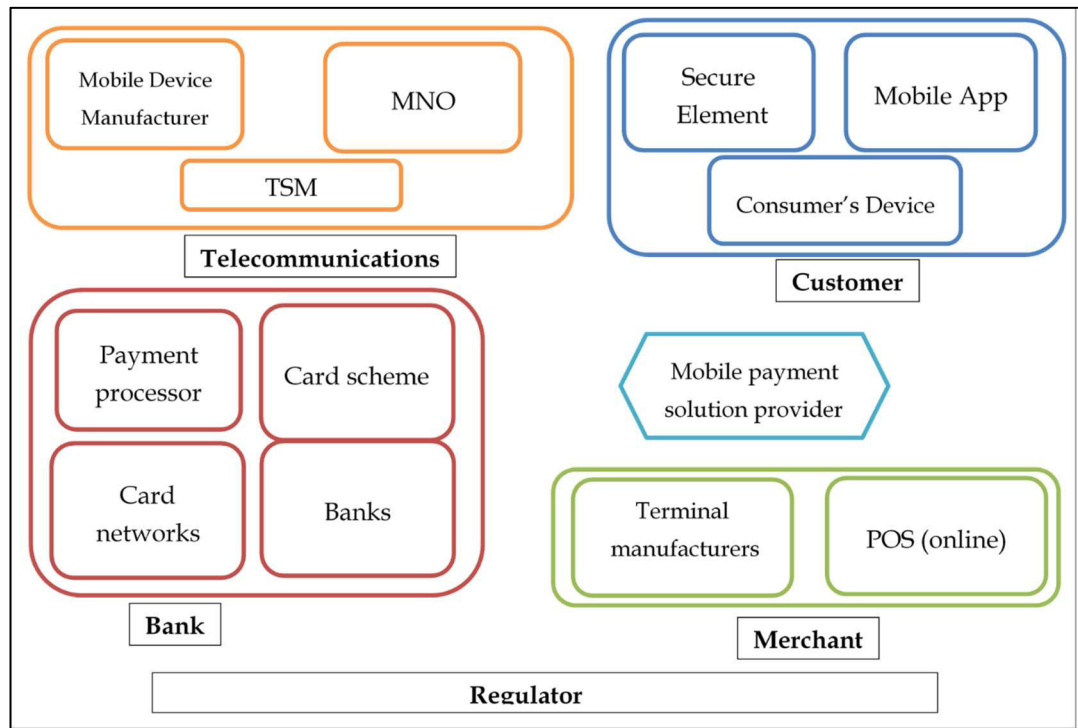 Mobile Device
Manufacturer
MNO
TSM
Telecommunications
Secure
Element
Mobile App
Consumer’s Device
Customer
Payment
processor
Card scheme
Card
networks
Banks
Bank
Mobile payment
solution provider
Terminal
manufacturers
POS (online)
Merchant
Regulator